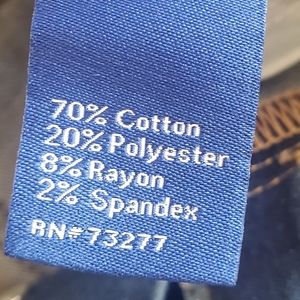 70% Cotton
20% Polyester
8% Rayon
2% Spandex
RN#73277